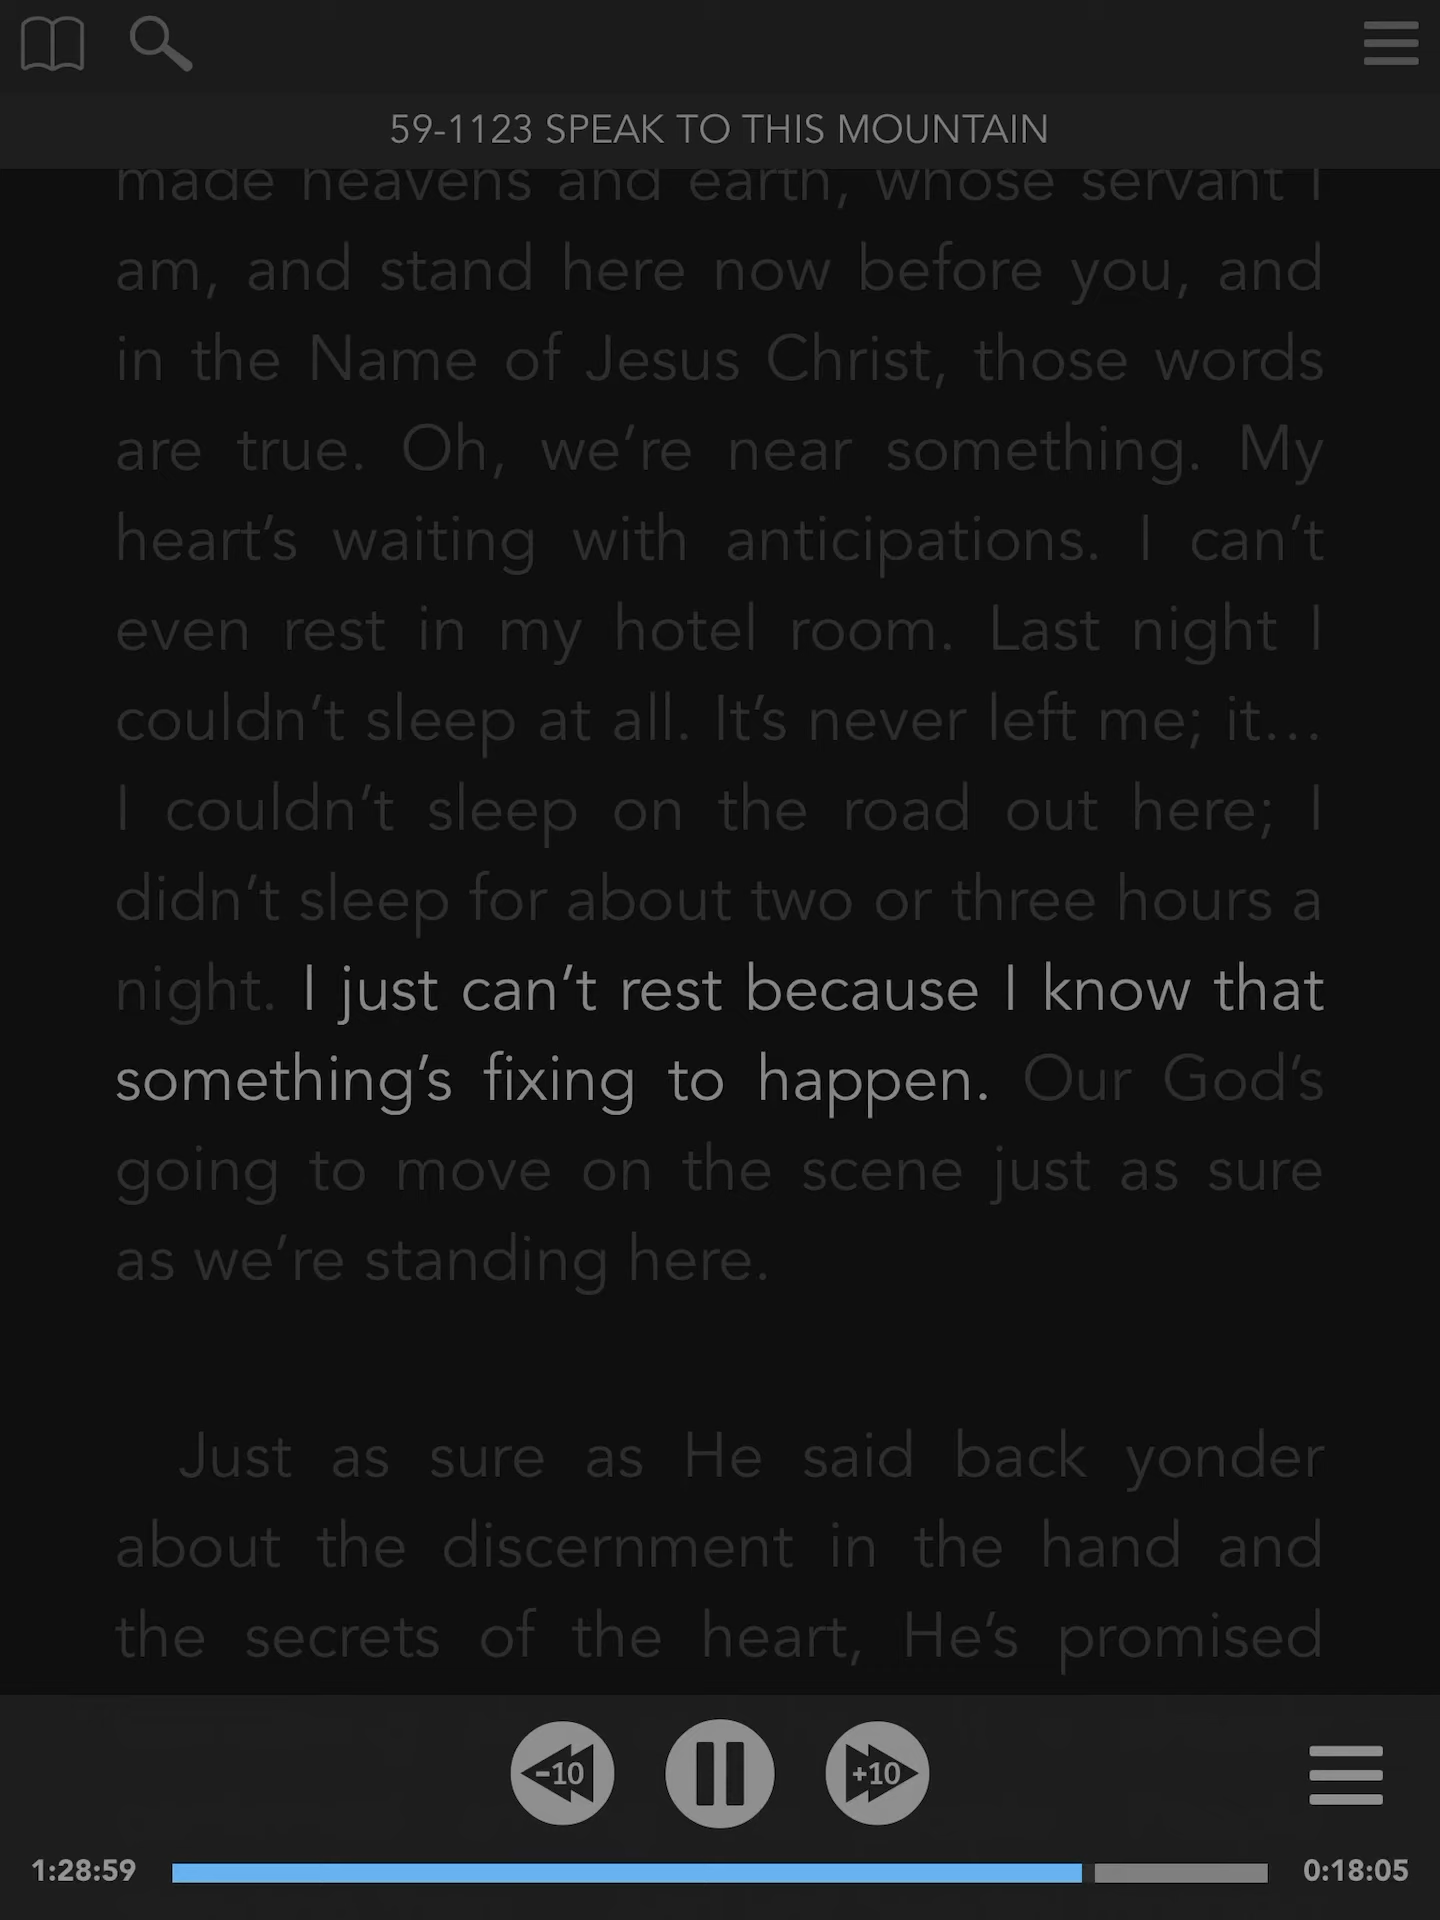 59-1123 SPEAK TO THIS MOUNTAIN
made heavens and earth, whose servant I
am, and stand here now before you, and
in the Name of Jesus Christ, those words
are true. Oh, we’re near something. My
heart’s waiting with anticipations. I can’t
even rest in my hotel room. Last night I
couldn’t sleep at all. It’s never left me; it…
I couldn’t sleep on the road out here; I
didn’t sleep for about two or three hours a
night. I just can’t rest because I know that
something’s fixing to happen. Our God’s
going to move on the scene just as sure
as we’re standing here.
Just as sure as He said back yonder
about the discernment in the hand and
the secrets of the heart, He’s promised
-10 +10
1:28:59 0:18:05